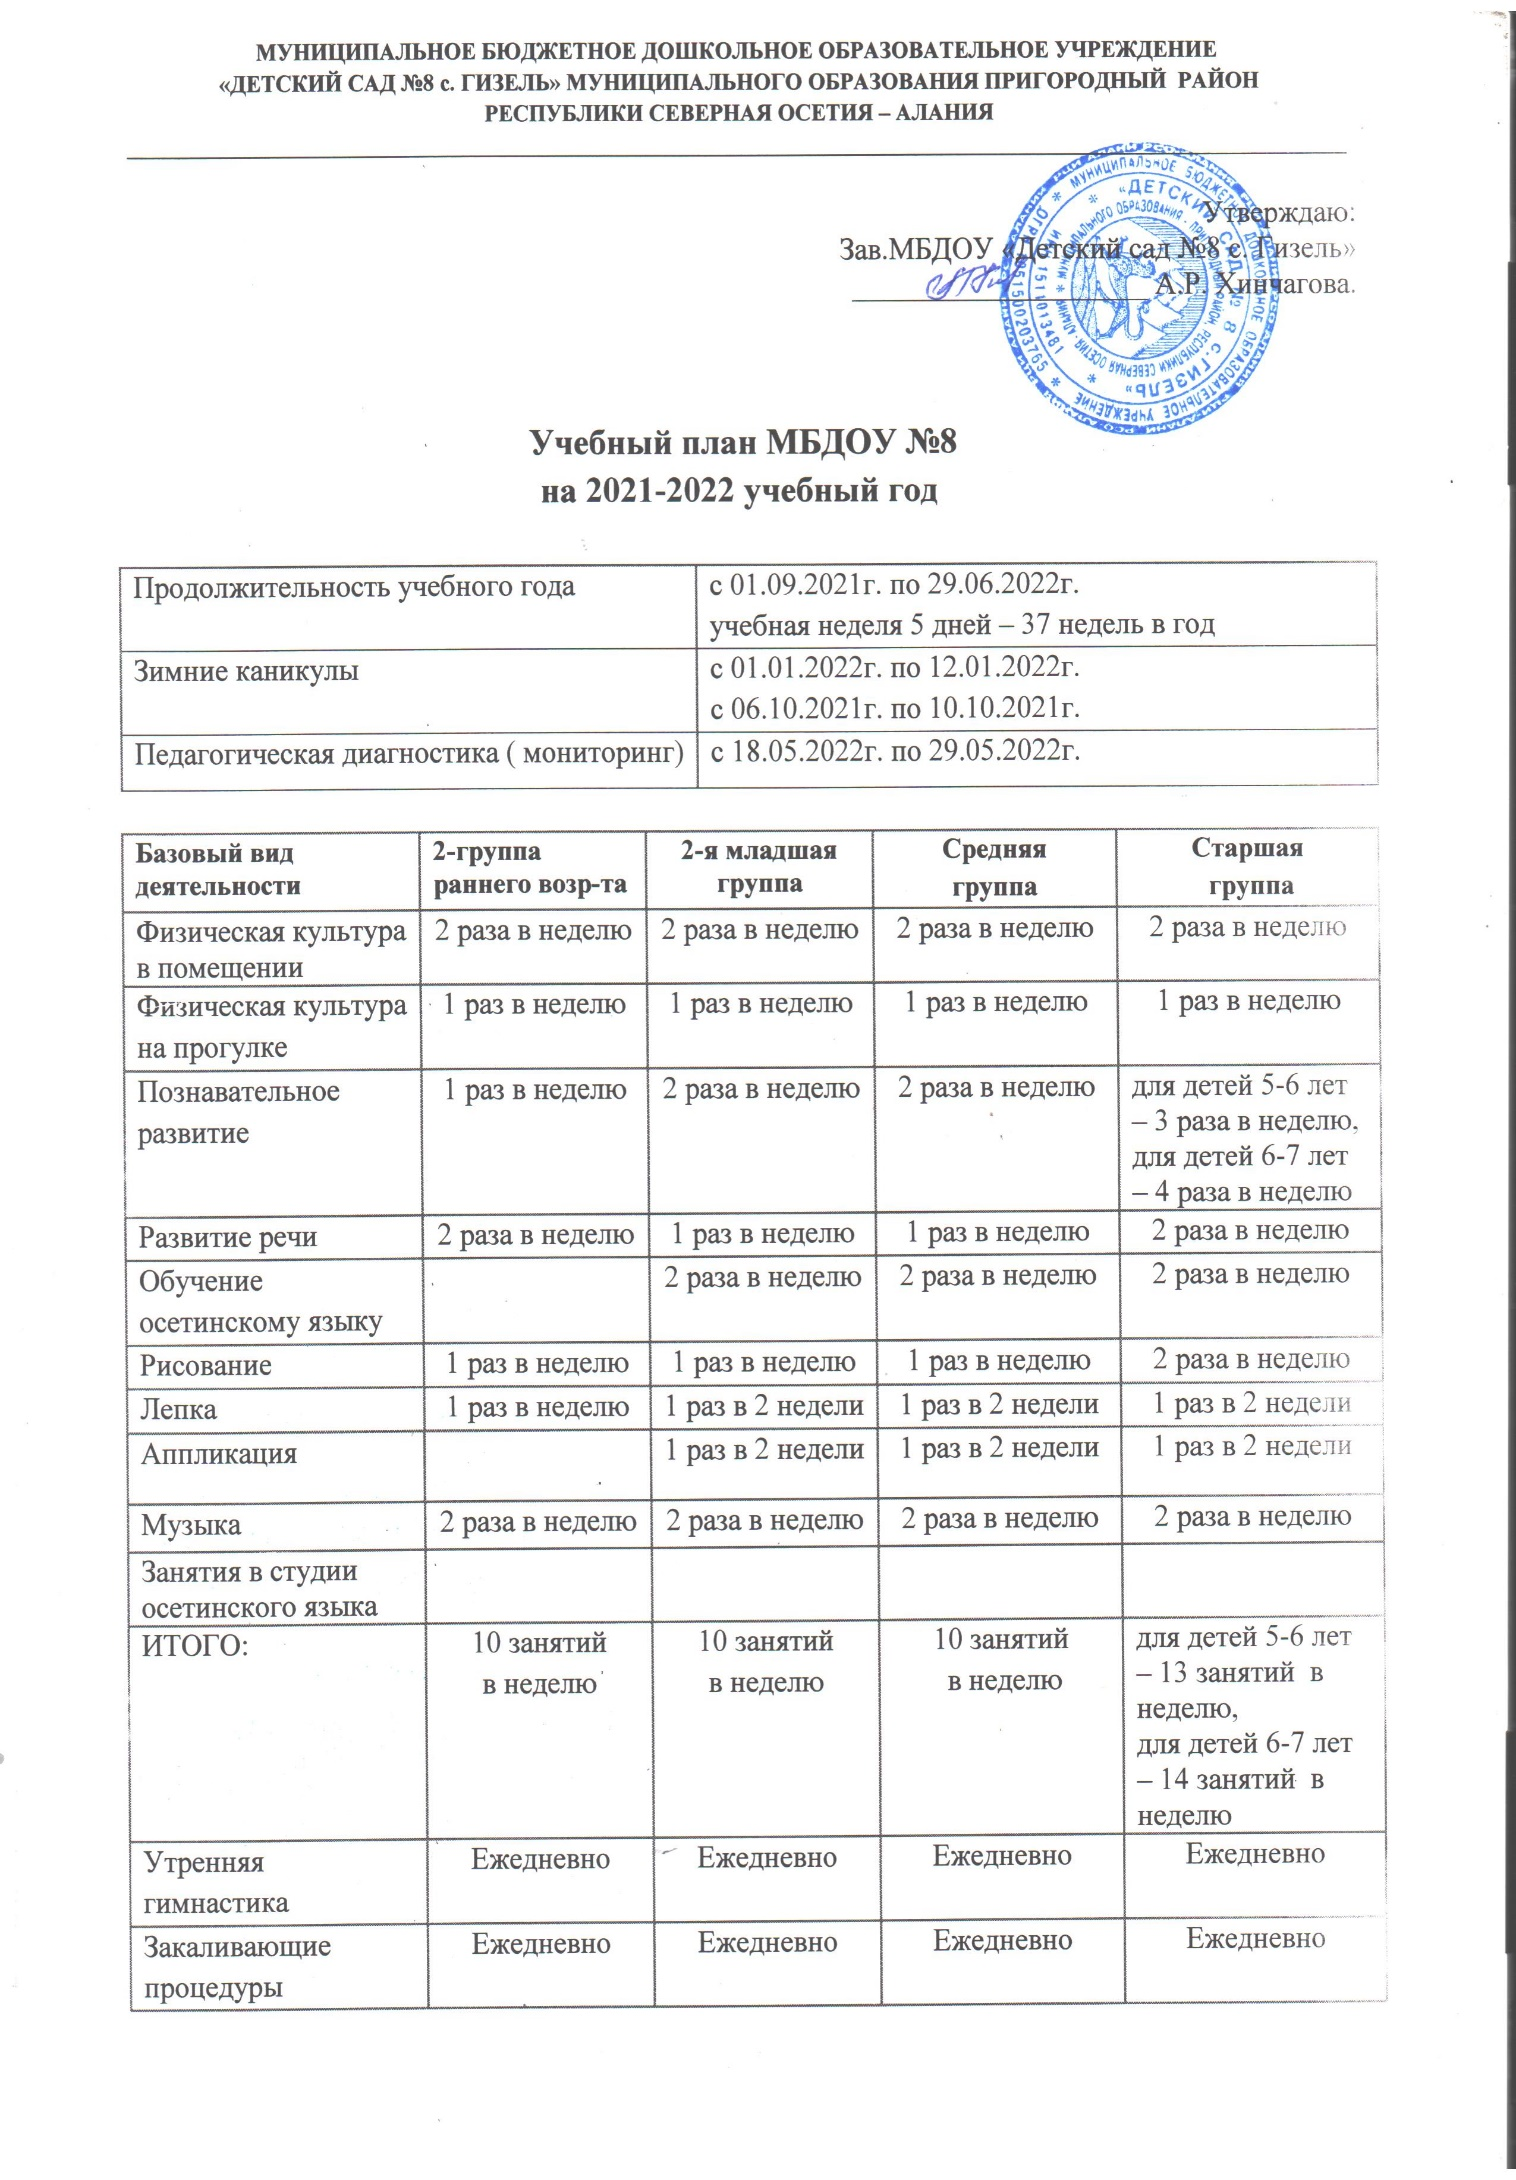 МУНИЦИПАЛЬНОЕ БЮДЖЕТНОЕ ДОШКОЛЬНОЕ ОБРАЗОВАТЕЛЬНОЕ УЧРЕЖДЕНИЕ
«ДЕТСКИЙ САД №8 с. ГИЗЕЛЬ» МУНИЦИПАЛЬНОГО ОБРАЗОВАНИЯ ПРИГОРОДНЫЙ РАЙОН
РЕСПУБЛИКИ СЕВЕРНАЯ ОСЕТИЯ – АЛАНИЯ
Утверждаю:
Зав.МБДОУ «Детский сад №8 с. Гизель»
А.Р. Хинчагова.
МУНИЦИПАЛЬНОЕ БЮДЖЕТНОЕ ДОШКОЛЬНОЕ ОБРАЗОВАТЕЛЬНОЕ УЧРЕЖДЕНИЕ
«ДЕТСКИЙ САД № 8 с. ГИЗЕЛЬ»
Учебный план МБДОУ №8
на 2021-2022 учебный год
Продолжительность учебного года
с 01.09.2021г. по 29.06.2022г.
учебная неделя 5 дней – 37 недель в год
Зимние каникулы
с 01.01.2022г. по 12.01.2022г.
с 06.10.2021г. по 10.10.2021г.
Педагогическая диагностика ( мониторинг)
с 18.05.2022г. по 29.05.2022г.
Базовый вид
деятельности
2-группа
раннего возр-та
2-я младшая
группа
Средняя
группа
Старшая
группа
Физическая культура
в помещении
2 раза в неделю
2 раза в неделю
2 раза в неделю
2 раза в неделю
Физическая культура
на прогулке
1 раз в неделю
1 раз в неделю
1 раз в неделю
1 раз в неделю
Познавательное
развитие
1 раз в неделю
2 раза в неделю
2 раза в неделю
для детей 5-6 лет
– 3 раза в неделю,
для детей 6-7 лет
– 4 раза в неделю
Развитие речи
2 раза в неделю
1 раз в неделю
1 раз в неделю
2 раза в неделю
Обучение
осетинскому языку
2 раза в неделю
2 раза в неделю
2 раза в неделю
Рисование
1 раз в неделю
1 раз в неделю
1 раз в неделю
2 раза в неделю
Лепка
1 раз в неделю
1 раз в 2 недели
1 раз в 2 недели
1 раз в 2 недели
Аппликация
1 раз в 2 недели
1 раз в 2 недели
1 раз в 2 недели
Музыка
2 раза в неделю
2 раза в неделю
2 раза в неделю
2 раза в неделю
Занятия в студии
осетинского языка
ИТОГО:
10 занятий
в неделю
10 занятий
в неделю
10 занятий
в неделю
для детей 5-6 лет
– 13 занятий в
неделю,
для детей 6-7 лет
– 14 занятий в
неделю
Утренняя
гимнастика
Ежедневно
Ежедневно
Ежедневно
Ежедневно
Закаливающие
процедуры
Ежедневно
Ежедневно
Ежедневно
Ежедневно